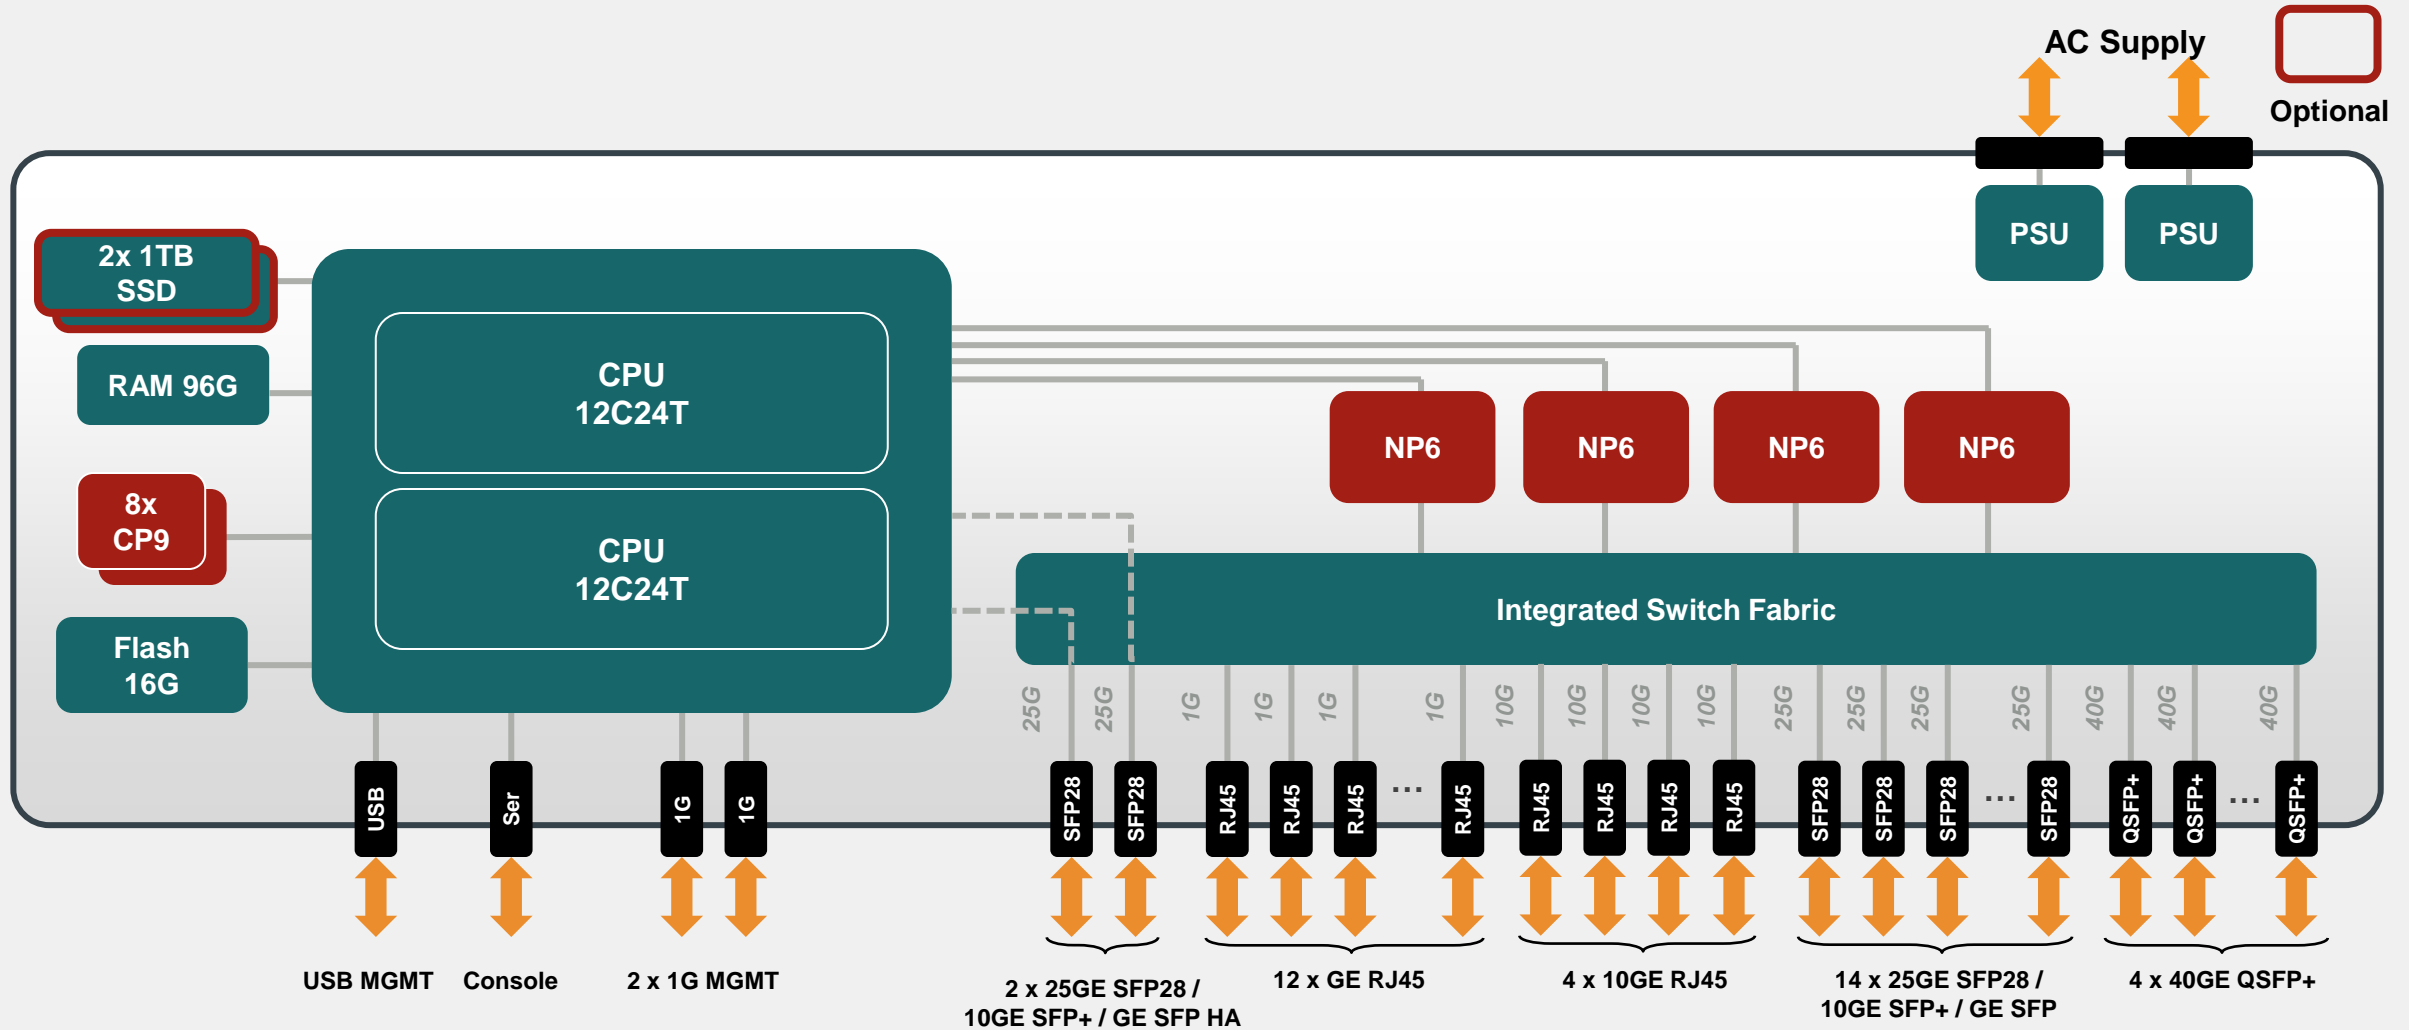 AC Supply
Optional
PSU
PSU
2x 1TB
SSD
RAM 96G
8x
CP9
Flash
16G
CPU
12C24T
CPU
12C24T
NP6
NP6
NP6
NP6
Integrated Switch Fabric
25G
25G
1G
1G
1G
1G
10G
10G
10G
10G
25G
25G
25G
25G
40G
40G
40G
USB
Ser
1G
1G
SFP28
SFP28
RJ45
RJ45
RJ45
...
RJ45
RJ45
RJ45
RJ45
RJ45
SFP28
SFP28
SFP28
...
SFP28
QSFP+
QSFP+
...
QSFP+
USB MGMT
Console
2 x 1G MGMT
2 x 25GE SFP28 /
10GE SFP+ / GE SFP HA
12 x GE RJ45
4 x 10GE RJ45
14 x 25GE SFP28 /
10GE SFP+ / GE SFP
4 x 40GE QSFP+